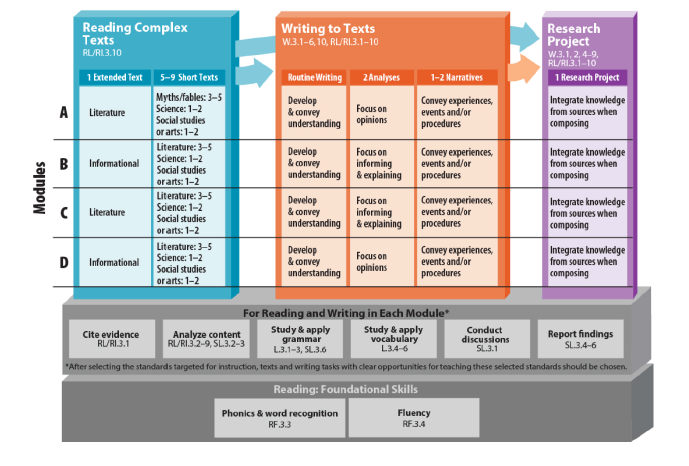 Reading Complex
Texts
RL/RI.3.10
Writing to Texts
W.3.1–6, 10, RL/RI.3.1–10
Research
Project
W.3.1, 2, 4–9,
RL/RI.3.1–10
1 Extended Text
5–9 Short Texts
Routine Writing
2 Analyses
1–2 Narratives
1 Research Project
Modules
A
Literature
Myths/fables: 3–5
Science: 1–2
Social studies
or arts: 1–2
Develop
& convey
understanding
Focus on
opinions
Convey experiences,
events and/or
procedures
Integrate knowledge
from sources when
composing
B
Informational
Literature: 3–5
Science: 1–2
Social studies
or arts: 1–2
Develop
& convey
understanding
Focus on
informing
& explaining
Convey experiences,
events and/or
procedures
Integrate knowledge
from sources when
composing
C
Literature
Literature: 3–5
Science: 1–2
Social studies
or arts: 1–2
Develop
& convey
understanding
Focus on
informing
& explaining
Convey experiences,
events and/or
procedures
Integrate knowledge
from sources when
composing
D
Informational
Literature: 3–5
Science: 1–2
Social studies
or arts: 1–2
Develop
& convey
understanding
Focus on
opinions
Convey experiences,
events and/or
procedures
Integrate knowledge
from sources when
composing
For Reading and Writing in Each Module*
Cite evidence
RL/RI.3.1
Analyze content
RL/RI.3.2–9, SL.3.2–3
Study & apply
grammar
L.3.1–3, SL.3.6
Study & apply
vocabulary
L.3.4–6
Conduct
discussions
SL.3.1
Report findings
SL.3.4–6
*After selecting the standards targeted for instruction, texts and writing tasks with clear opportunities for teaching these selected standards should be chosen.
Reading: Foundational Skills
Phonics & word recognition
RF.3.3
Fluency
RF.3.4